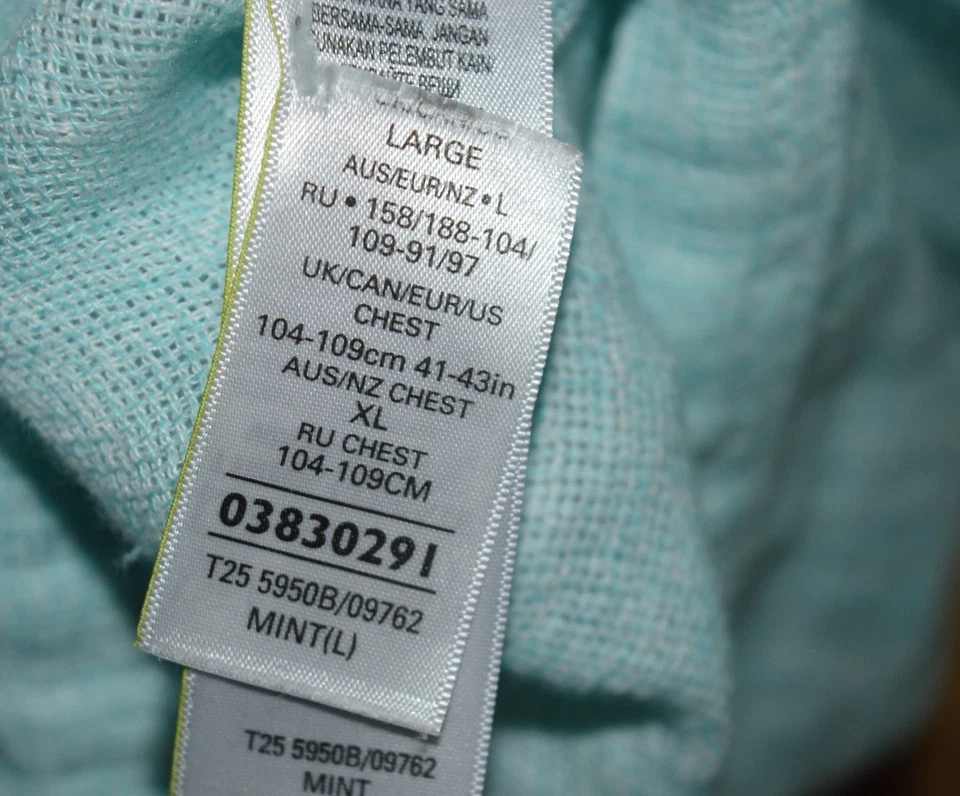 YANG SAMA
BERSAMA-SAMA, JANGAN
GUNAKAN PELEMBUT KAIN
LARGE
AUS/EUR/NZ•L
RU • 158/188-104/
109-91/97
UK/CAN/EUR/US
CHEST
104-109cm 41-43in
AUS/NZ CHEST
XL
RU CHEST
104-109CM
03830291
T25 5950B/09762
MINT(L)
T25 5950B/09762
MINT